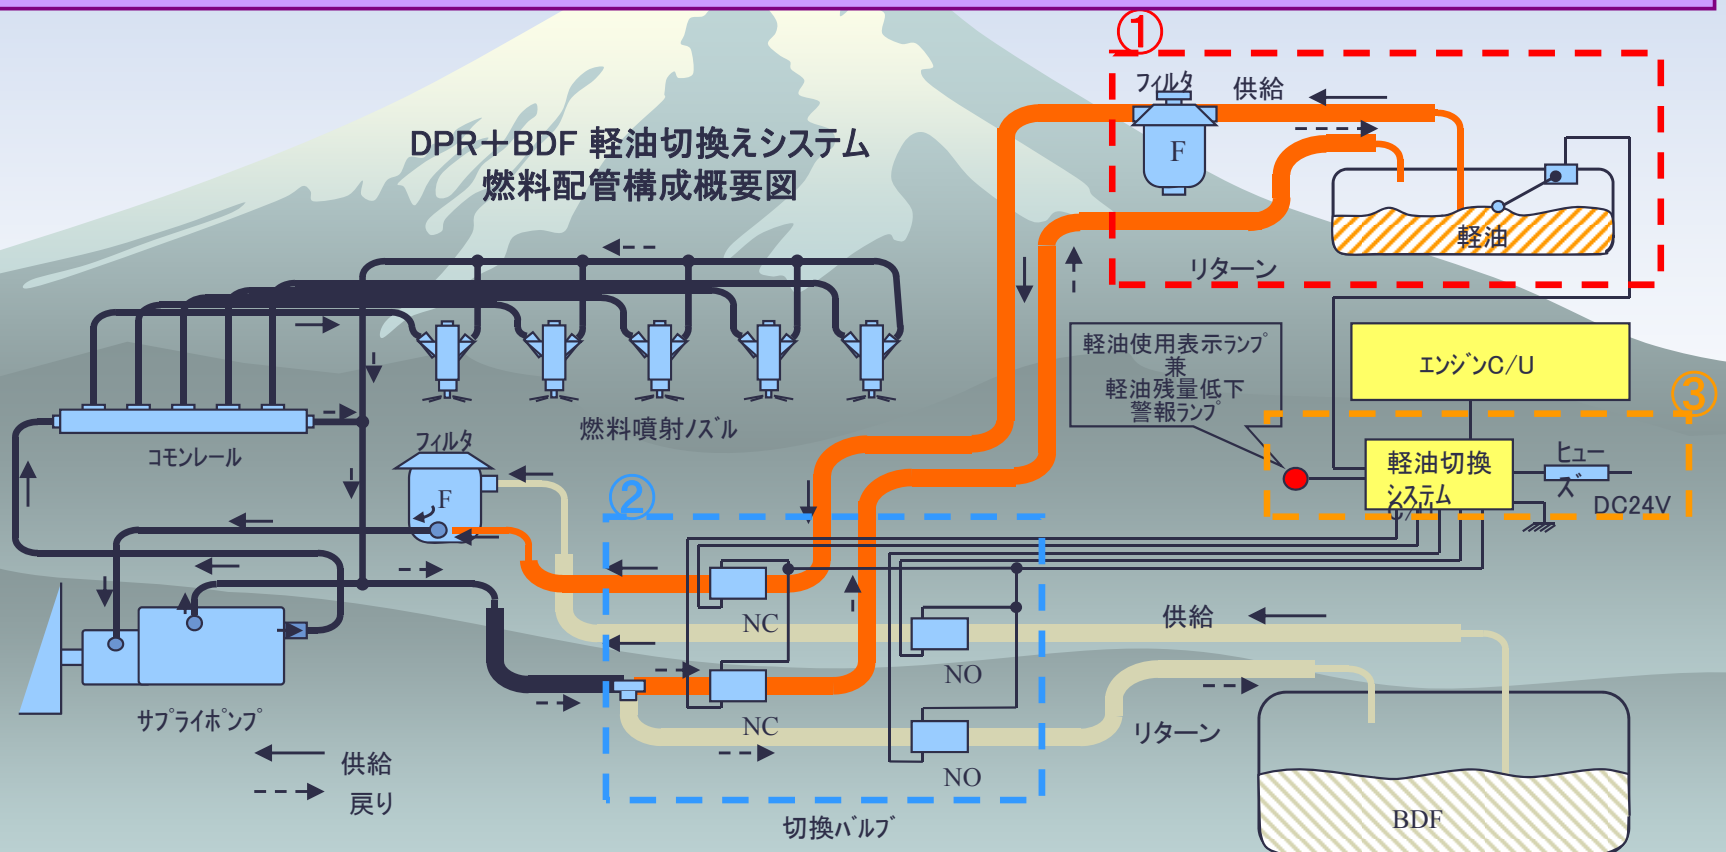 ①
フィルタ
供給
F
DPR＋BDF 軽油切換えシステム
燃料配管構成概要図
軽油
リターン
軽油使用表示ランプ
兼
軽油残量低下
警報ランプ
エンジンC/U
③
燃料噴射ノズル
コモンレール
フィルタ
F
②
軽油切換
システム
C/U
ヒュー
ズ
DC24V
NC
供給
NO
NC
リターン
NO
サプライポンプ
供給
戻り
切換バルブ
BDF